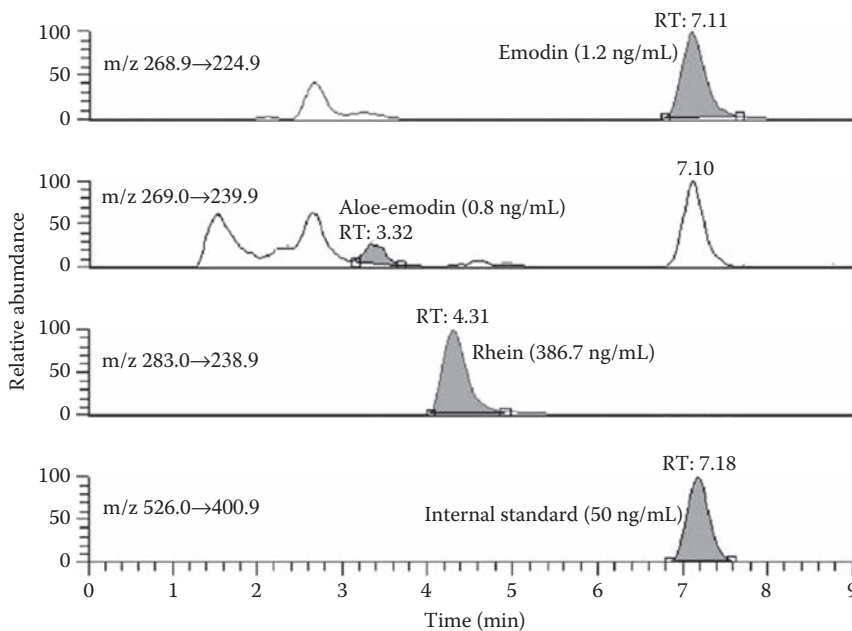 RT: 7.11
100
50
0
m/z 268.9→224.9
Emodin (1.2 ng/mL)
100
50
0
m/z 269.0→239.9
Aloe-emodin (0.8 ng/mL)
RT: 3.32
7.10
RT: 4.31
100
50
0
m/z 283.0→238.9
Rhein (386.7 ng/mL)
RT: 7.18
100
50
0
m/z 526.0→400.9
Internal standard (50 ng/mL)
Relative abumdance
0 1 2 3 4 5 6 7 8 9
Time (min)